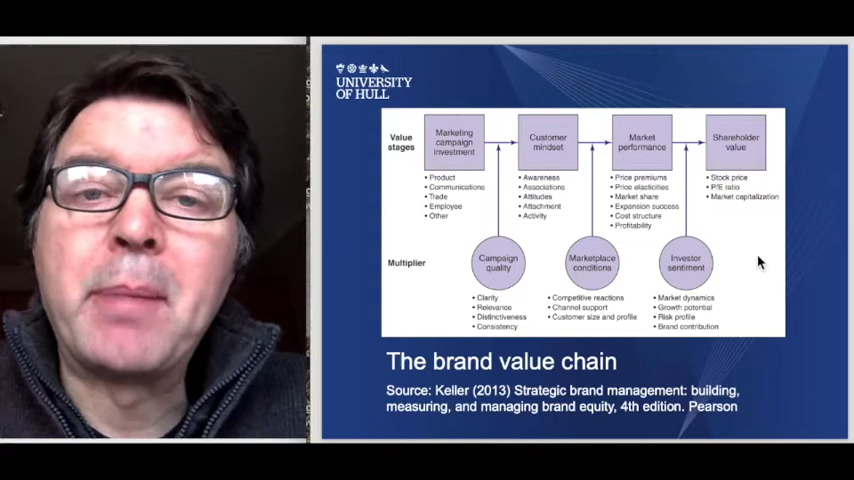 UNIVERSITY
OF HULL
Value
stages
Marketing
campaign
investment
Customer
mindset
Market
performance
Shareholder
value
• Product
• Communications
• Trade
• Employee
• Other
• Awareness
• Associations
• Attitudes
• Attachment
• Activity
• Price premiums
• Price elasticities
• Market share
• Expansion success
• Cost structure
• Profitability
• Stock price
• P/E ratio
• Market capitalization
Multiplier
Campaign
quality
Marketplace
conditions
Investor
sentiment
• Clarity
• Relevance
• Distinctiveness
• Consistency
• Competitive reactions
• Channel support
• Customer size and profile
• Market dynamics
• Growth potential
• Risk profile
• Brand contribution
The brand value chain
Source: Keller (2013) Strategic brand management: building,
measuring, and managing brand equity, 4th edition. Pearson